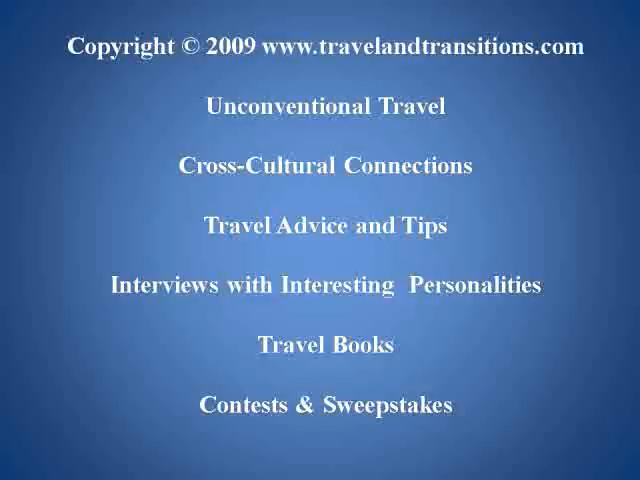 Copyright © 2009 www.travelandtransitions.com
Unconventional Travel
Cross-Cultural Connections
Travel Advice and Tips
Interviews with Interesting  Personalities
Travel Books
Contests & Sweepstakes